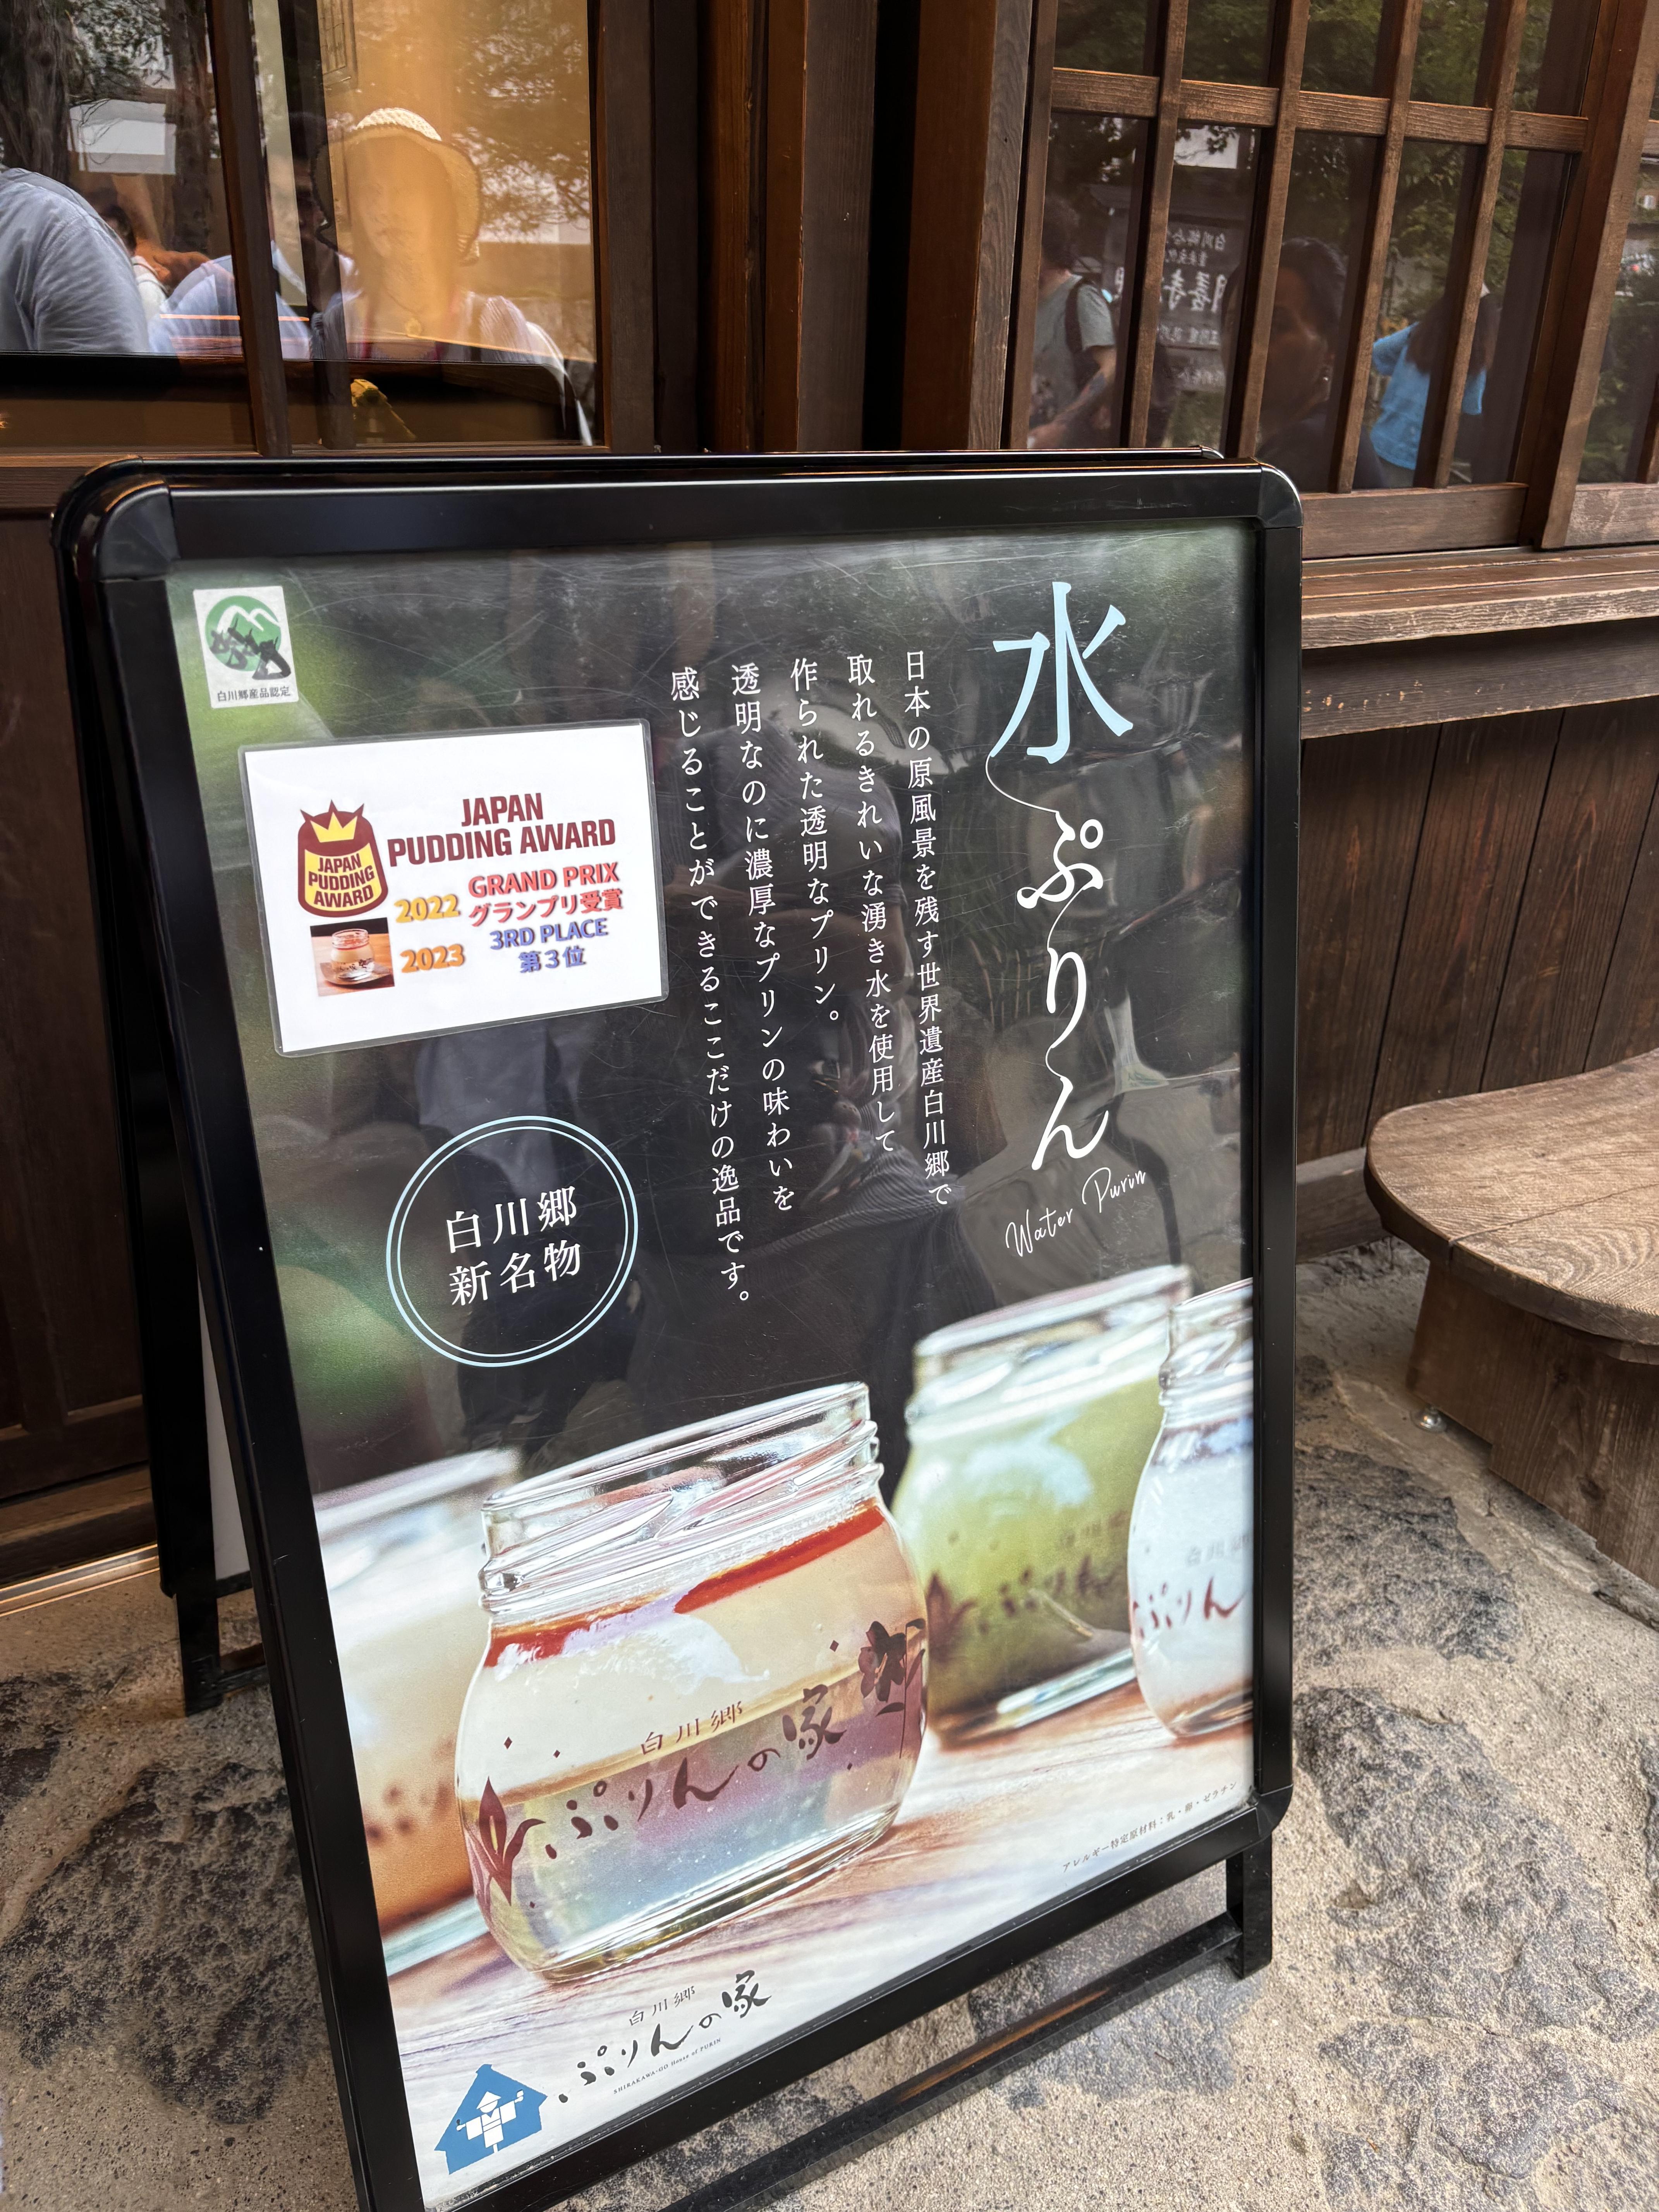 白川郷産品認定
水ぷりん
Water Purin
日本の原風景を残す世界遺産白川郷で
取れるきれいな湧き水を使用して
作られた透明なプリン。
透明なのに濃厚なプリンの味わいを
感じることができるここだけの逸品です。
JAPAN
PUDDING AWARD
JAPAN
PUDDING
AWARD
2022 GRAND PRIX
グランプリ受賞
2023 3RD PLACE
第3位
白川郷
新名物
白川郷
ぷりんの家
ぷりん
アレルギー特定原材料：乳・卵・ゼラチン
白川郷
ぷりんの家
SHIRAKAWA-GO House of PURIN